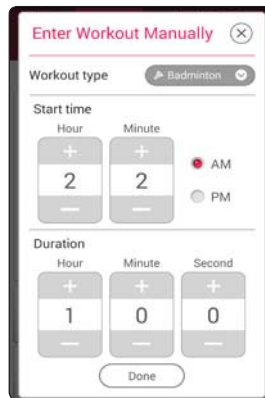 Enter Workout Manually
Workout type Badminton
Start time
Hour Minute
+ +
2 2
AM
PM
— —
Duration
Hour Minute Second
+ + +
1 0 0
— — —
Done